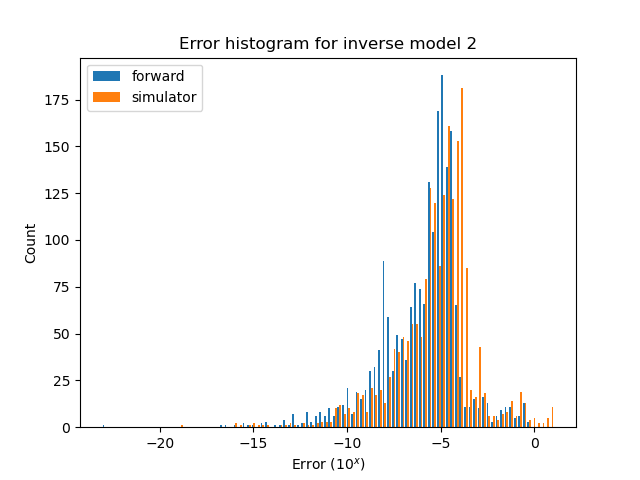 Error histogram for inverse model 2
forward
simulator
175
150
125
100
75
50
25
0
Count
−20
−15
−10
−5
0
Error (10^x)